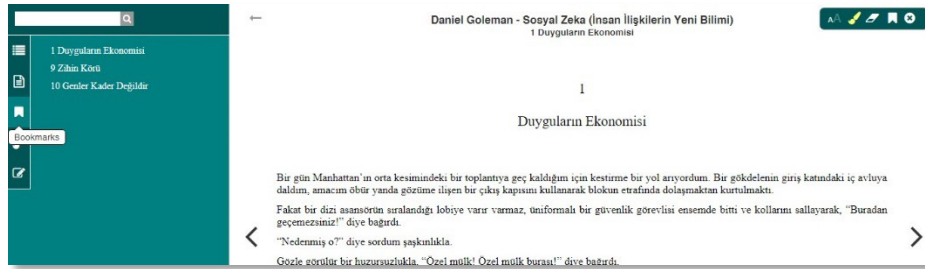 Daniel Goleman - Sosyal Zeka (İnsan İlişkilerin Yeni Bilimi)
1 Duyguların Ekonomisi
AA
1 Duyguların Ekonomisi
9 Zihin Körü
10 Genler Kader Değildir
Bookmarks
1
Duyguların Ekonomisi
Bir gün Manhattan'ın orta kesimindeki bir toplantıya geç kaldığım için kestirme bir yol arıyordum. Bir gökdelenin giriş katındaki iç avluya
daldım, amacım öbür yanda gözüme ilişen bir çıkış kapısını kullanarak blokun etrafında dolaşmaktan kurtulmaktı.
Fakat bir dizi asansörün sıralandığı lobiye varır varmaz, üniformalı bir güvenlik görevlisi ensemde bitti ve kollarını sallayarak, “Buradan
geçemezsiniz!” diye bağırdı.
“Nedenmiş o?” diye sordum şaşkınlıkla.
Gözle görülür bir huzursuzlukla, “Özel mülk! Özel mülk burası!” diye bağırdı.